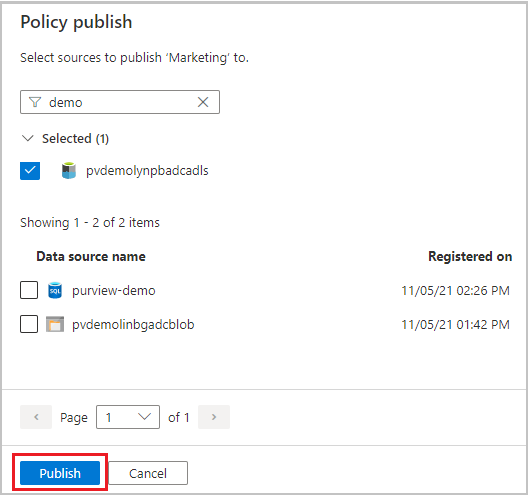 Policy publish
Select sources to publish ‘Marketing’ to.
demo
Selected (1)
pvdemolynpbadcadls
Showing 1 - 2 of 2 items
Data source name Registered on
SQL purview-demo 11/05/21 02:26 PM
pvdemolinbgadcblob 11/05/21 01:42 PM
Page 1 of 1
Publish Cancel